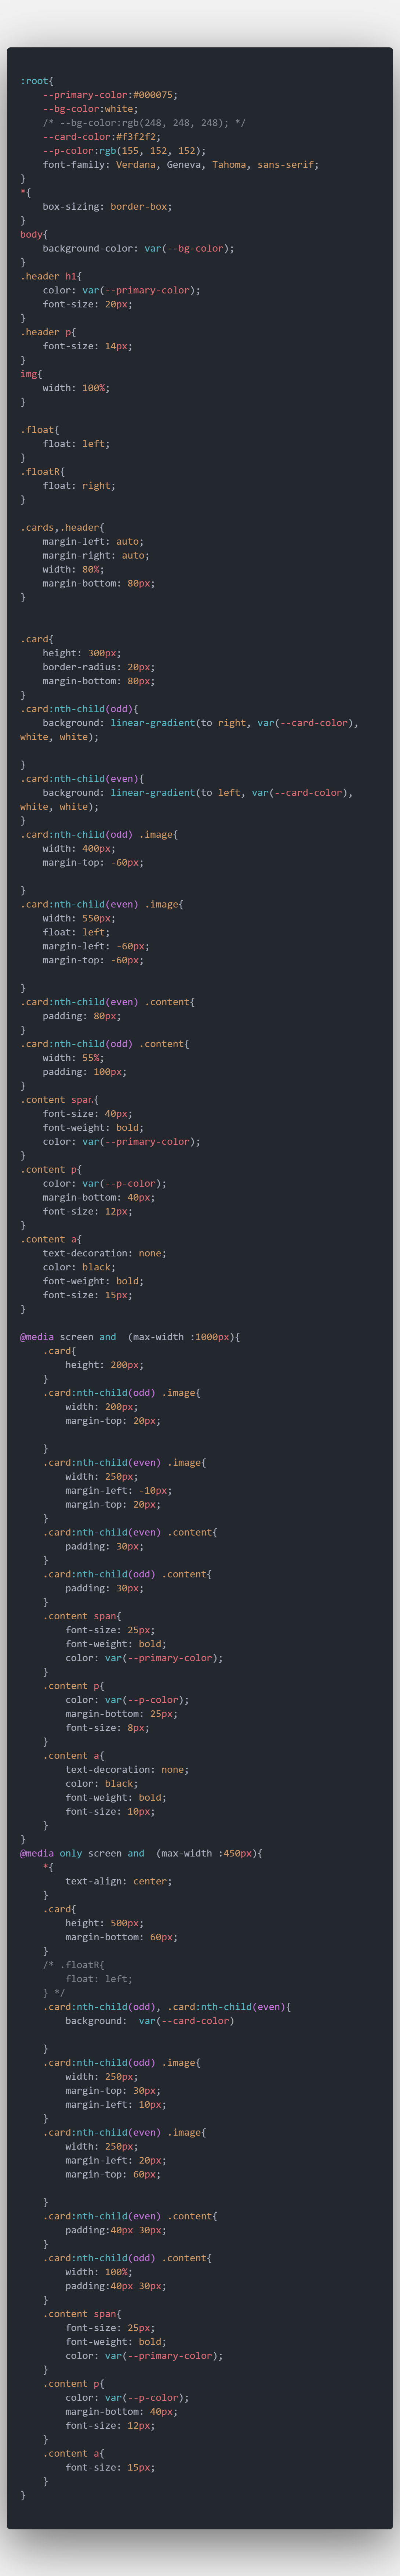 :root{
    --primary-color:#000075;
    --bg-color:white;
    /* --bg-color:rgb(248, 248, 248); */
    --card-color:#f3f2f2;
    --p-color:rgb(155, 152, 152);
    font-family: Verdana, Geneva, Tahoma, sans-serif;
}
*{
    box-sizing: border-box;
}
body{
    background-color: var(--bg-color);
}
.header h1{
    color: var(--primary-color);
    font-size: 20px;
}
.header p{
    font-size: 14px;
}
img{
    width: 100%;
}

.float{
    float: left;
}
.floatR{
    float: right;
}

.cards,.header{
    margin-left: auto;
    margin-right: auto;
    width: 80%;
    margin-bottom: 80px;
}


.card{
    height: 300px;
    border-radius: 20px;
    margin-bottom: 80px;
}
.card:nth-child(odd){
    background: linear-gradient(to right, var(--card-color),
white, white);

}
.card:nth-child(even){
    background: linear-gradient(to left, var(--card-color),
white, white);
}
.card:nth-child(odd) .image{
    width: 400px;
    margin-top: -60px;

}
.card:nth-child(even) .image{
    width: 550px;
    float: left;
    margin-left: -60px;
    margin-top: -60px;

}
.card:nth-child(even) .content{
    padding: 80px;
}
.card:nth-child(odd) .content{
    width: 55%;
    padding: 100px;
}
.content span{
    font-size: 40px;
    font-weight: bold;
    color: var(--primary-color);
}
.content p{
    color: var(--p-color);
    margin-bottom: 40px;
    font-size: 12px;
}
.content a{
    text-decoration: none;
    color: black;
    font-weight: bold;
    font-size: 15px;
}

@media screen and  (max-width :1000px){
    .card{
        height: 200px;
    }
    .card:nth-child(odd) .image{
        width: 200px;
        margin-top: 20px;

    }
    .card:nth-child(even) .image{
        width: 250px;
        margin-left: -10px;
        margin-top: 20px;
    }
    .card:nth-child(even) .content{
        padding: 30px;
    }
    .card:nth-child(odd) .content{
        padding: 30px;
    }
    .content span{
        font-size: 25px;
        font-weight: bold;
        color: var(--primary-color);
    }
    .content p{
        color: var(--p-color);
        margin-bottom: 25px;
        font-size: 8px;
    }
    .content a{
        text-decoration: none;
        color: black;
        font-weight: bold;
        font-size: 10px;
    }
}
@media only screen and  (max-width :450px){
    *{
        text-align: center;
    }
    .card{
        height: 500px;
        margin-bottom: 60px;
    }
    /* .floatR{
        float: left;
    } */
    .card:nth-child(odd), .card:nth-child(even){
        background:  var(--card-color)

    }
    .card:nth-child(odd) .image{
        width: 250px;
        margin-top: 30px;
        margin-left: 10px;
    }
    .card:nth-child(even) .image{
        width: 250px;
        margin-left: 20px;
        margin-top: 60px;

    }
    .card:nth-child(even) .content{
        padding:40px 30px;
    }
    .card:nth-child(odd) .content{
        width: 100%;
        padding:40px 30px;
    }
    .content span{
        font-size: 25px;
        font-weight: bold;
        color: var(--primary-color);
    }
    .content p{
        color: var(--p-color);
        margin-bottom: 40px;
        font-size: 12px;
    }
    .content a{
        font-size: 15px;
    }
}